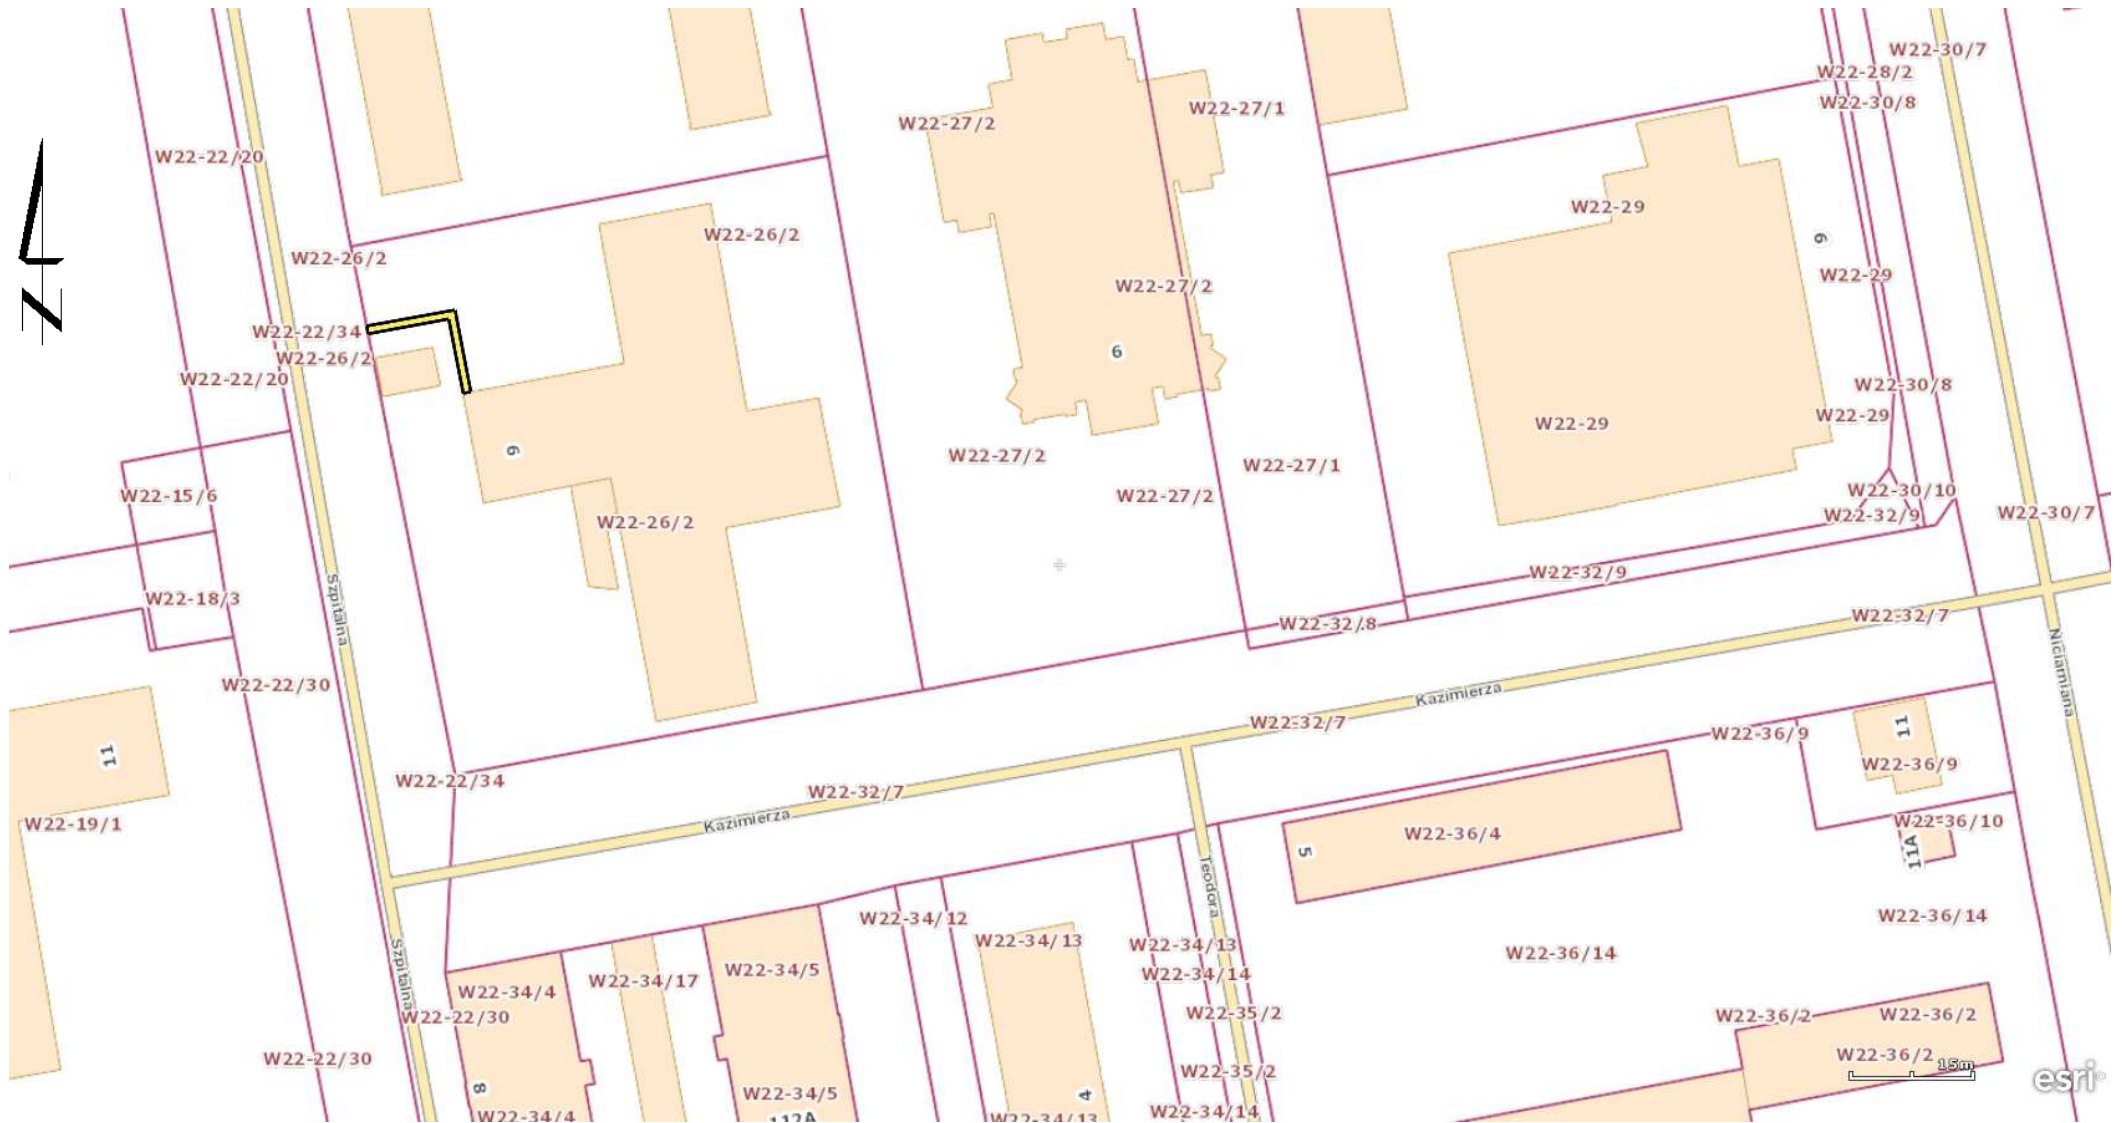 W22-30/7
W22-28/2
W22-30/8
W22-27/1
W22-27/2
W22-22/20
W22-29
W22-26/2
6
W22-26/2
W22-29
W22-27/2
N
W22-22/34
6
W22-26/2
W22-22/20
W22-30/8
W22-29
W22-29
9
W22-27/2
W22-27/1
W22-30/10
W22-15/6
W22-27/2
W22-32/9
W22-30/7
W22-26/2
W22-32/9
W22-18/3
Szpitalna
W22-32/7
W22-32/8
Niciarniana
W22-22/30
Kazimierza
W22-32/7
W22-36/9
11
11
W22-36/9
W22-22/34
W22-32/7
Kazimierza
W22-19/1
W22-36/10
W22-36/4
5
11A
Teodora
W22-34/12
W22-36/14
W22-34/13
W22-34/13
W22-36/14
Szpitalna
W22-34/5
W22-34/14
W22-34/17
W22-34/4
W22-22/30
W22-35/2
W22-36/2
W22-36/2
W22-22/30
W22-36/2
15m
W22-35/2
esri
8
W22-34/5
4
W22-34/14
W22-34/4
112A
W22-34/13